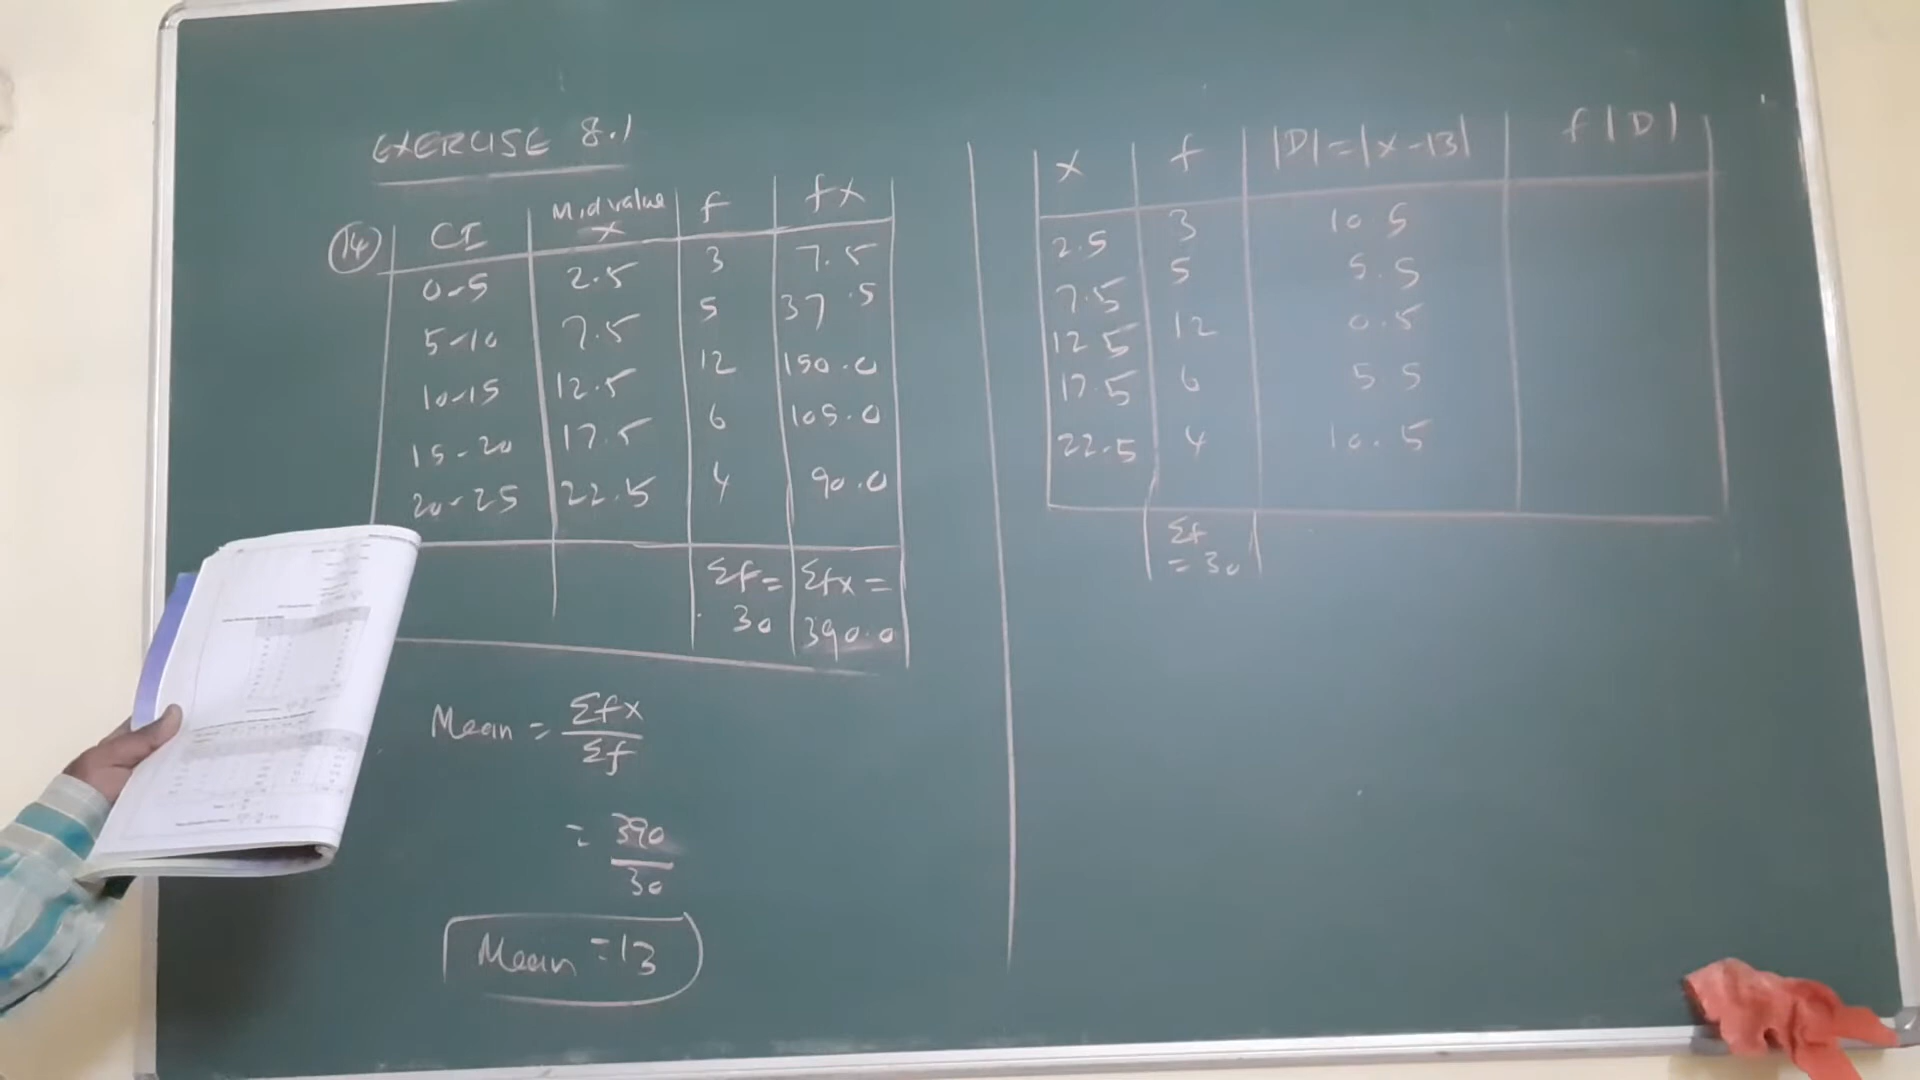 EXERCISE 8.1
14
CI Mid value x f fx
0-5 2.5 3 7.5
5-10 7.5 5 37.5
10-15 12.5 12 150.0
15-20 17.5 6 105.0
20-25 22.5 4 90.0
Σf = 30 Σfx = 390.0
Mean = Σfx / Σf
= 390 / 30
Mean = 13
x f |D|=|x-13| f|D|
2.5 3 10.5
7.5 5 5.5
12.5 12 0.5
17.5 6 5.5
22.5 4 10.5
Σf = 30